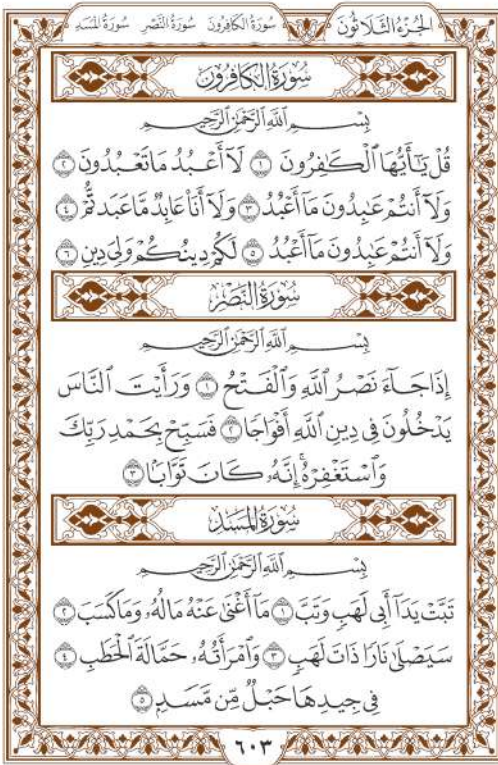 الجُزْءُ الثَّلَاثُونَ سُورَةُ الكَافِرُونَ سُورَةُ النَّصْرِ سُورَةُ المَسَدِ
سُورَةُ الكَافِرُونَ
بِسْمِ ٱللَّهِ ٱلرَّحْمَٰنِ ٱلرَّحِيمِ
قُلْ يَٰٓأَيُّهَا ٱلْكَٰفِرُونَ ١ لَآ أَعْبُدُ مَا تَعْبُدُونَ ٢
وَلَآ أَنتُمْ عَٰبِدُونَ مَآ أَعْبُدُ ٣ وَلَآ أَنَا۠ عَابِدٌ مَّا عَبَدتُّمْ ٤
وَلَآ أَنتُمْ عَٰبِدُونَ مَآ أَعْبُدُ ٥ لَكُمْ دِينُكُمْ وَلِىَ دِينِ ٦
سُورَةُ النَّصْرِ
بِسْمِ ٱللَّهِ ٱلرَّحْمَٰنِ ٱلرَّحِيمِ
إِذَا جَآءَ نَصْرُ ٱللَّهِ وَٱلْفَتْحُ ١ وَرَأَيْتَ ٱلنَّاسَ
يَدْخُلُونَ فِى دِينِ ٱللَّهِ أَفْوَاجًا ٢ فَسَبِّحْ بِحَمْدِ رَبِّكَ
وَٱسْتَغْفِرْهُ ۚ إِنَّهُۥ كَانَ تَوَّابًۢا ٣
سُورَةُ المَسَدِ
بِسْمِ ٱللَّهِ ٱلرَّحْمَٰنِ ٱلرَّحِيمِ
تَبَّتْ يَدَآ أَبِى لَهَبٍ وَتَبَّ ١ مَآ أَغْنَىٰ عَنْهُ مَالُهُۥ وَمَا كَسَبَ ٢
سَيَصْلَىٰ نَارًا ذَاتَ لَهَبٍ ٣ وَٱمْرَأَتُهُۥ حَمَّالَةَ ٱلْحَطَبِ ٤
فِى جِيدِهَا حَبْلٌ مِّن مَّسَدٍۭ ٥
٦٠٣